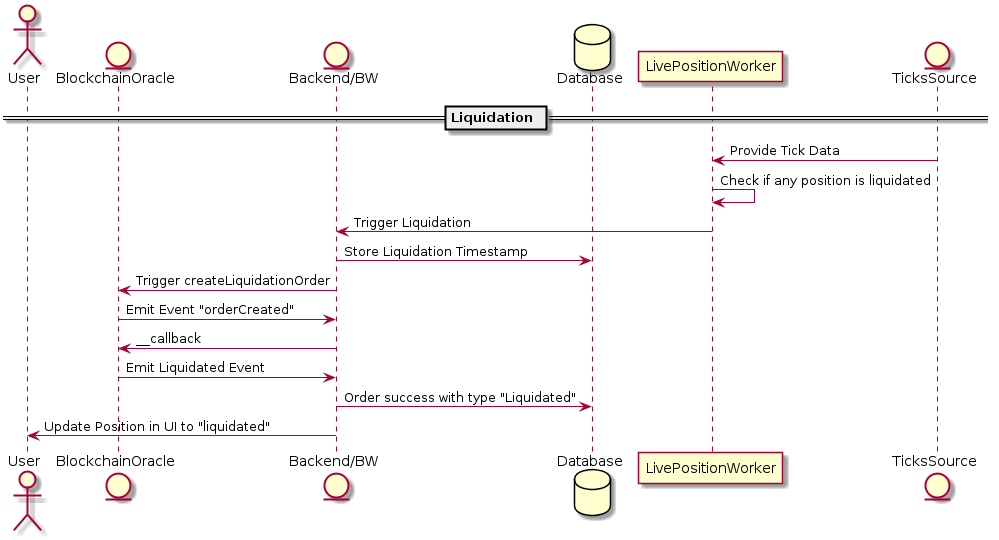 User
BlockchainOracle
Backend/BW
Database
LivePositionWorker
TicksSource
Liquidation
Provide Tick Data
Check if any position is liquidated
Trigger Liquidation
Store Liquidation Timestamp
Trigger createLiquidationOrder
Emit Event "orderCreated"
__callback
Emit Liquidated Event
Order success with type "Liquidated"
Update Position in UI to "liquidated"
User
BlockchainOracle
Backend/BW
Database
LivePositionWorker
TicksSource